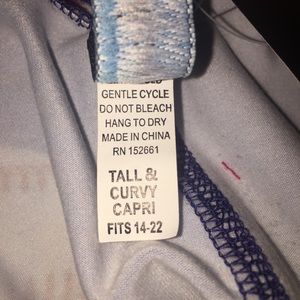 GENTLE CYCLE
DO NOT BLEACH
HANG TO DRY
MADE IN CHINA
RN 152661
TALL &
CURVY
CAPRI
FITS 14-22